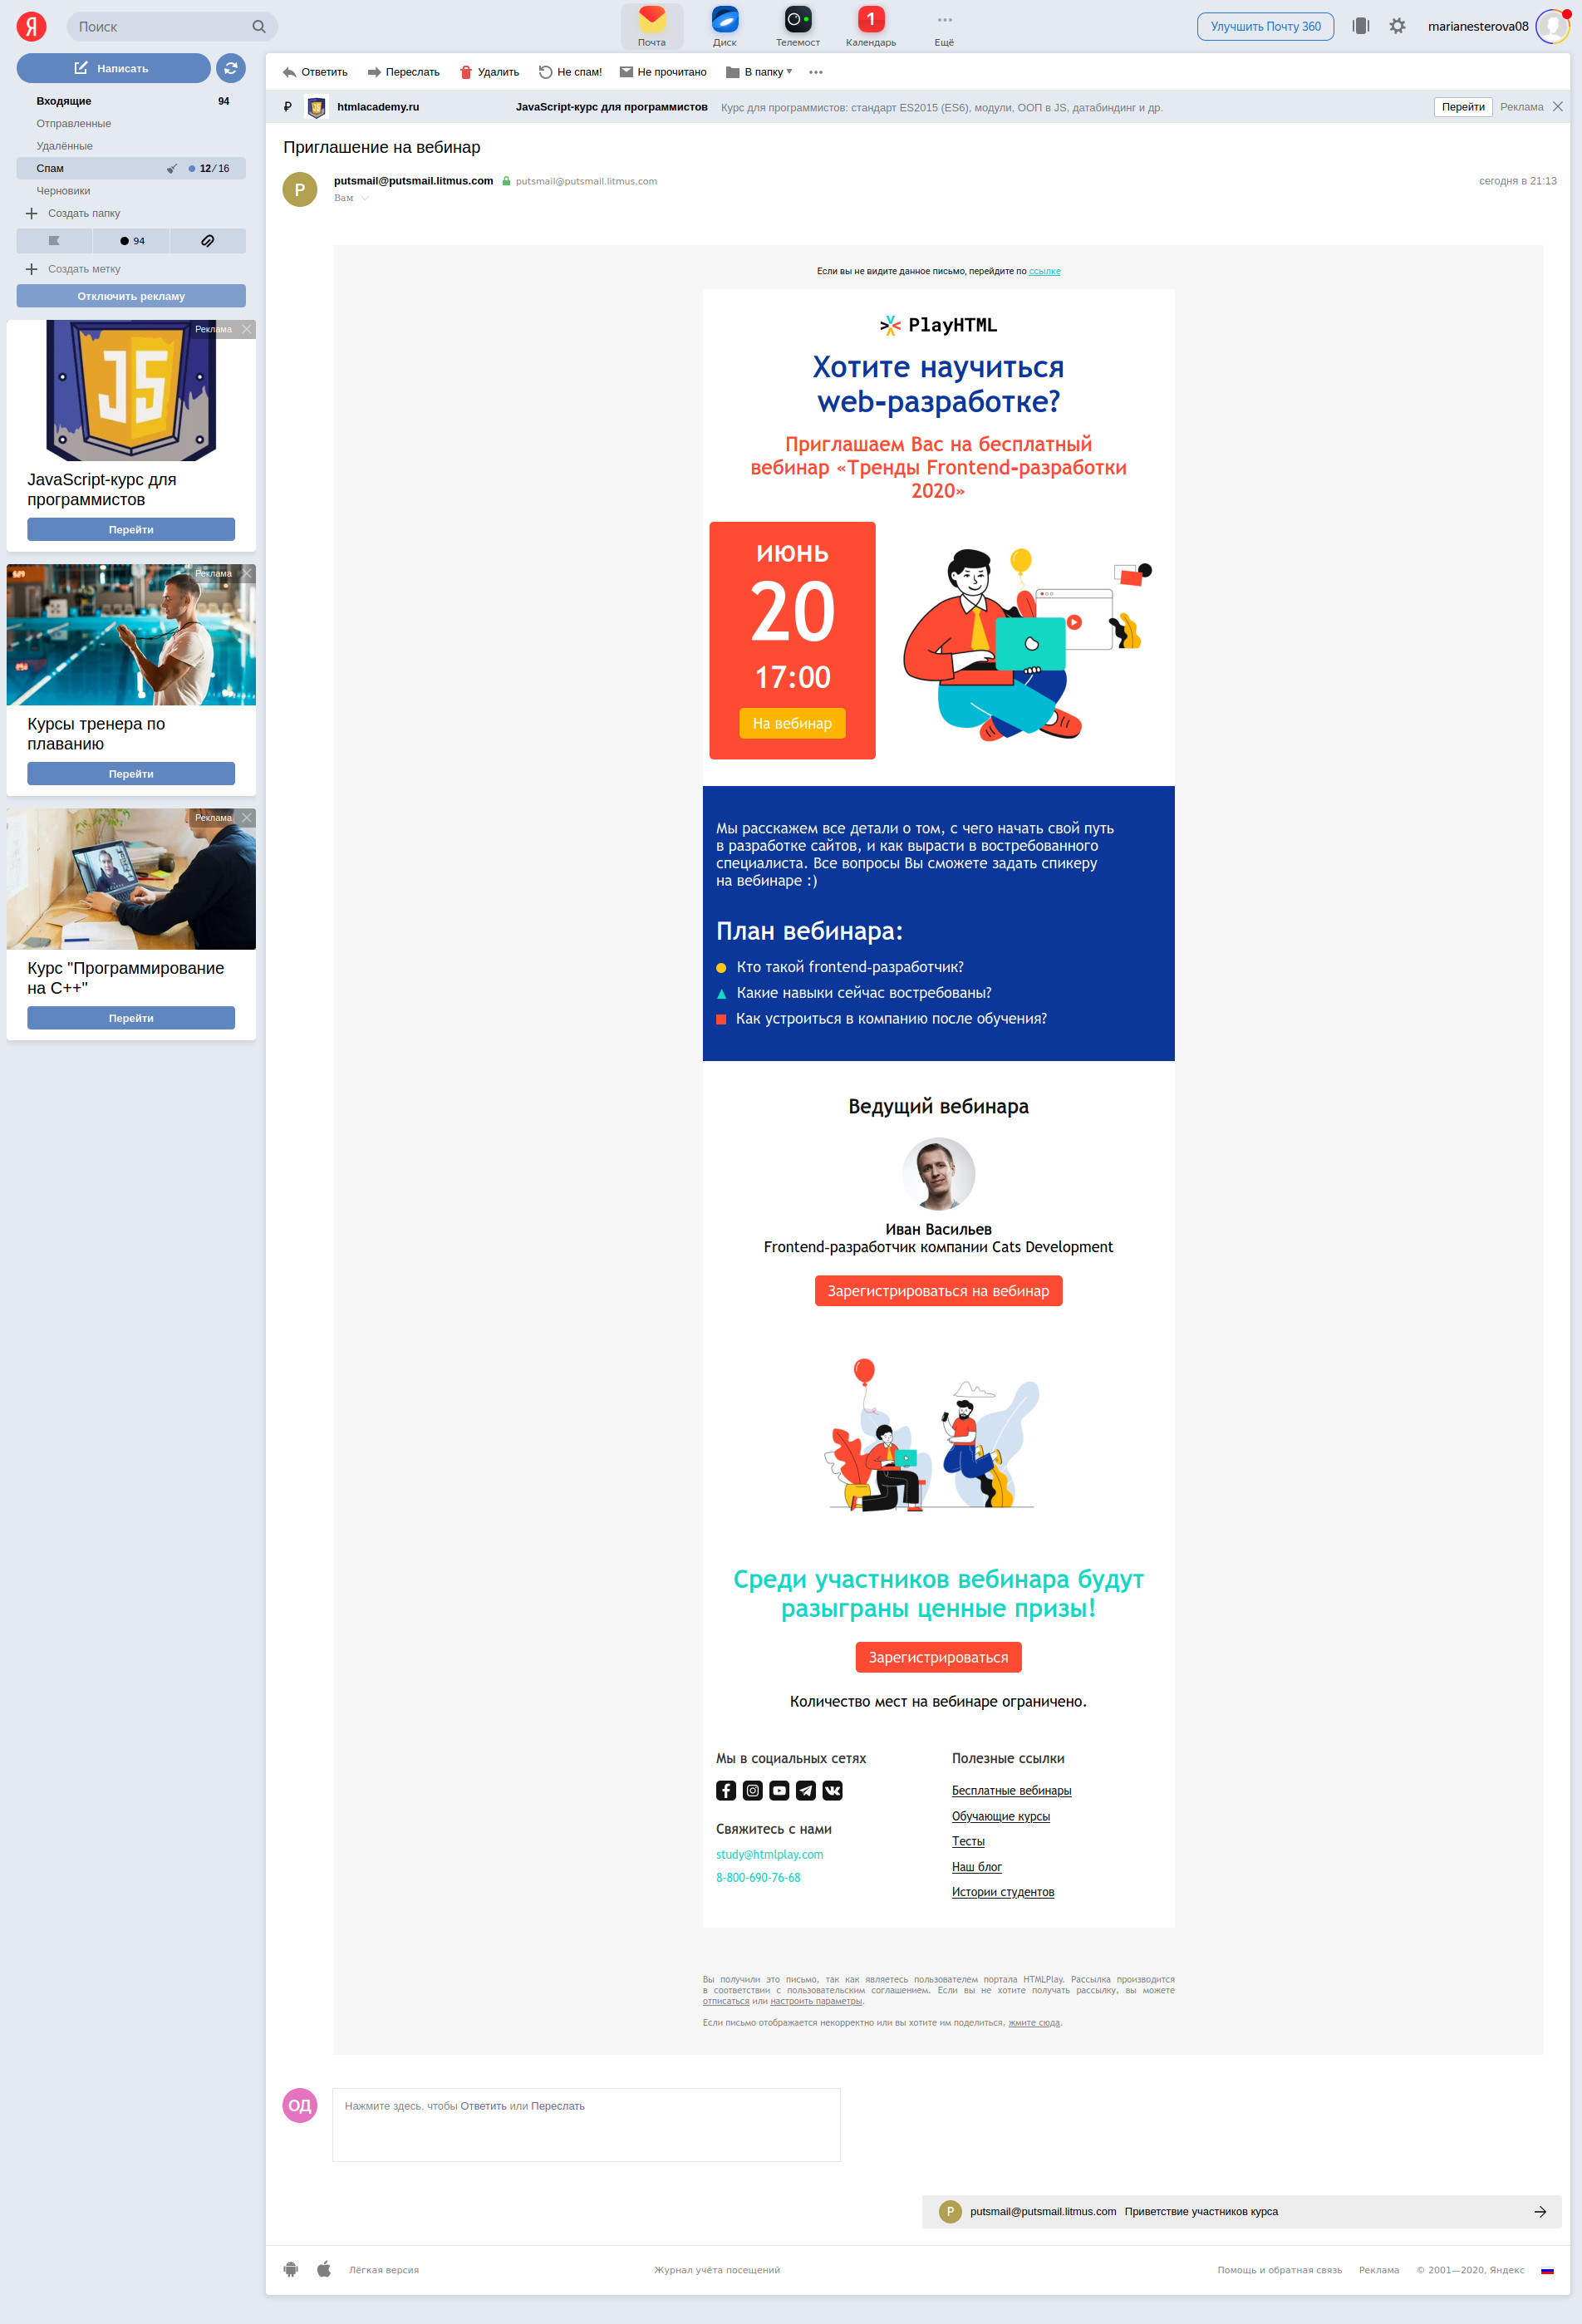 Я
Поиск
Почта
Диск
Телемост
1
Календарь
Ещё
Улучшить Почту 360
marianesterova08
Написать
Входящие 94
Отправленные
Удалённые
Спам 12 / 16
Черновики
Создать папку
94
Создать метку
Отключить рекламу
Реклама
JS
JavaScript-курс для
программистов
Перейти
Реклама
Курсы тренера по
плаванию
Перейти
Реклама
Курс "Программирование
на C++"
Перейти
Ответить
Переслать
Удалить
Не спам!
Не прочитано
В папку
₽ htmlacademy.ru JavaScript-курс для программистов Курс для программистов: стандарт ES2015 (ES6), модули, ООП в JS, датабиндинг и др. Перейти Реклама
Приглашение на вебинар
P
putsmail@putsmail.litmus.com putsmail@putsmail.litmus.com сегодня в 21:13
Вам
Если вы не видите данное письмо, перейдите по ссылке
PlayHTML
Хотите научиться
web-разработке?
Приглашаем Вас на бесплатный
вебинар «Тренды Frontend-разработки
2020»
июнь
20
17:00
На вебинар
Мы расскажем все детали о том, с чего начать свой путь
в разработке сайтов, и как вырасти в востребованного
специалиста. Все вопросы Вы сможете задать спикеру
на вебинаре :)
План вебинара:
Кто такой frontend-разработчик?
Какие навыки сейчас востребованы?
Как устроиться в компанию после обучения?
Ведущий вебинара
Иван Васильев
Frontend-разработчик компании Cats Development
Зарегистрироваться на вебинар
Среди участников вебинара будут
разыграны ценные призы!
Зарегистрироваться
Количество мест на вебинаре ограничено.
Мы в социальных сетях
Свяжитесь с нами
study@htmlplay.com
8-800-690-76-68
Полезные ссылки
Бесплатные вебинары
Обучающие курсы
Тесты
Наш блог
Истории студентов
Вы получили это письмо, так как являетесь пользователем портала HTMLPlay. Рассылка производится
в соответствии с пользовательским соглашением. Если вы не хотите получать рассылку, вы можете
отписаться или настроить параметры.
Если письмо отображается некорректно или вы хотите им поделиться, жмите сюда.
ОД
Нажмите здесь, чтобы Ответить или Переслать
P putsmail@putsmail.litmus.com Приветствие участников курса
Лёгкая версия
Журнал учёта посещений
Помощь и обратная связь
Реклама
© 2001—2020, Яндекс